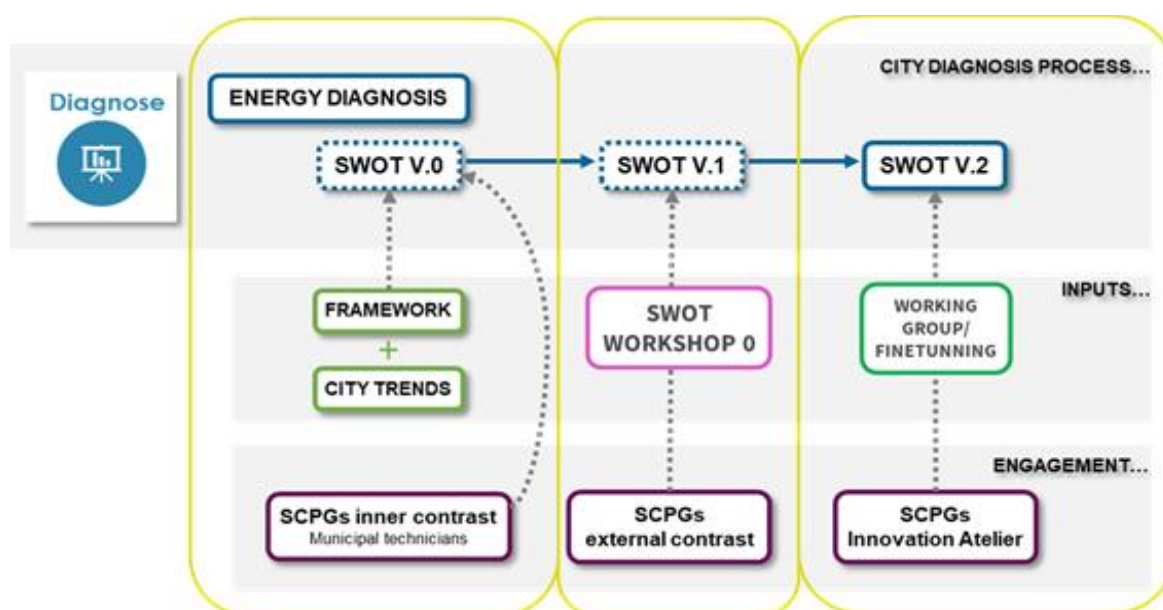 CITY DIAGNOSIS PROCESS...
Diagnose
ENERGY DIAGNOSIS
SWOT V.0
SWOT V.1
SWOT V.2
INPUTS...
FRAMEWORK
+
CITY TRENDS
SWOT
WORKSHOP 0
WORKING
GROUP/
FINETUNNING
ENGAGEMENT...
SCPGs inner contrast
Municipal technicians
SCPGs
external contrast
SCPGs
Innovation Atelier